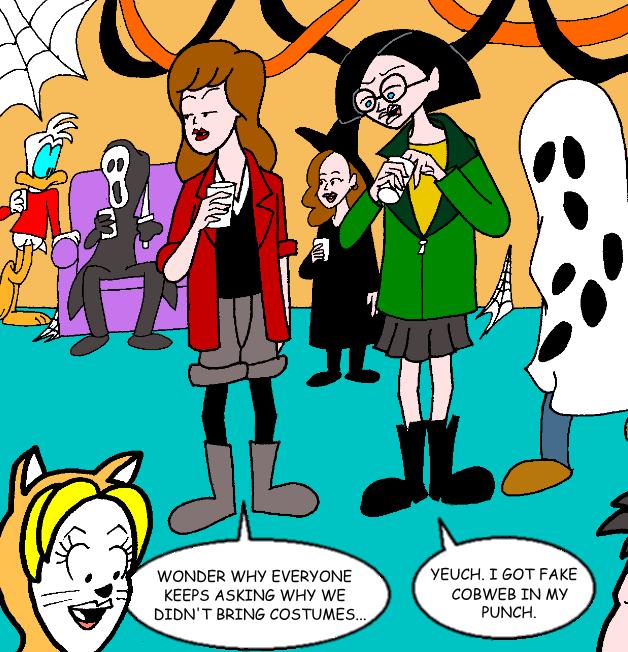 WONDER WHY EVERYONE
KEEPS ASKING WHY WE
DIDN'T BRING COSTUMES...
YEUCH. I GOT FAKE
COBWEB IN MY
PUNCH.